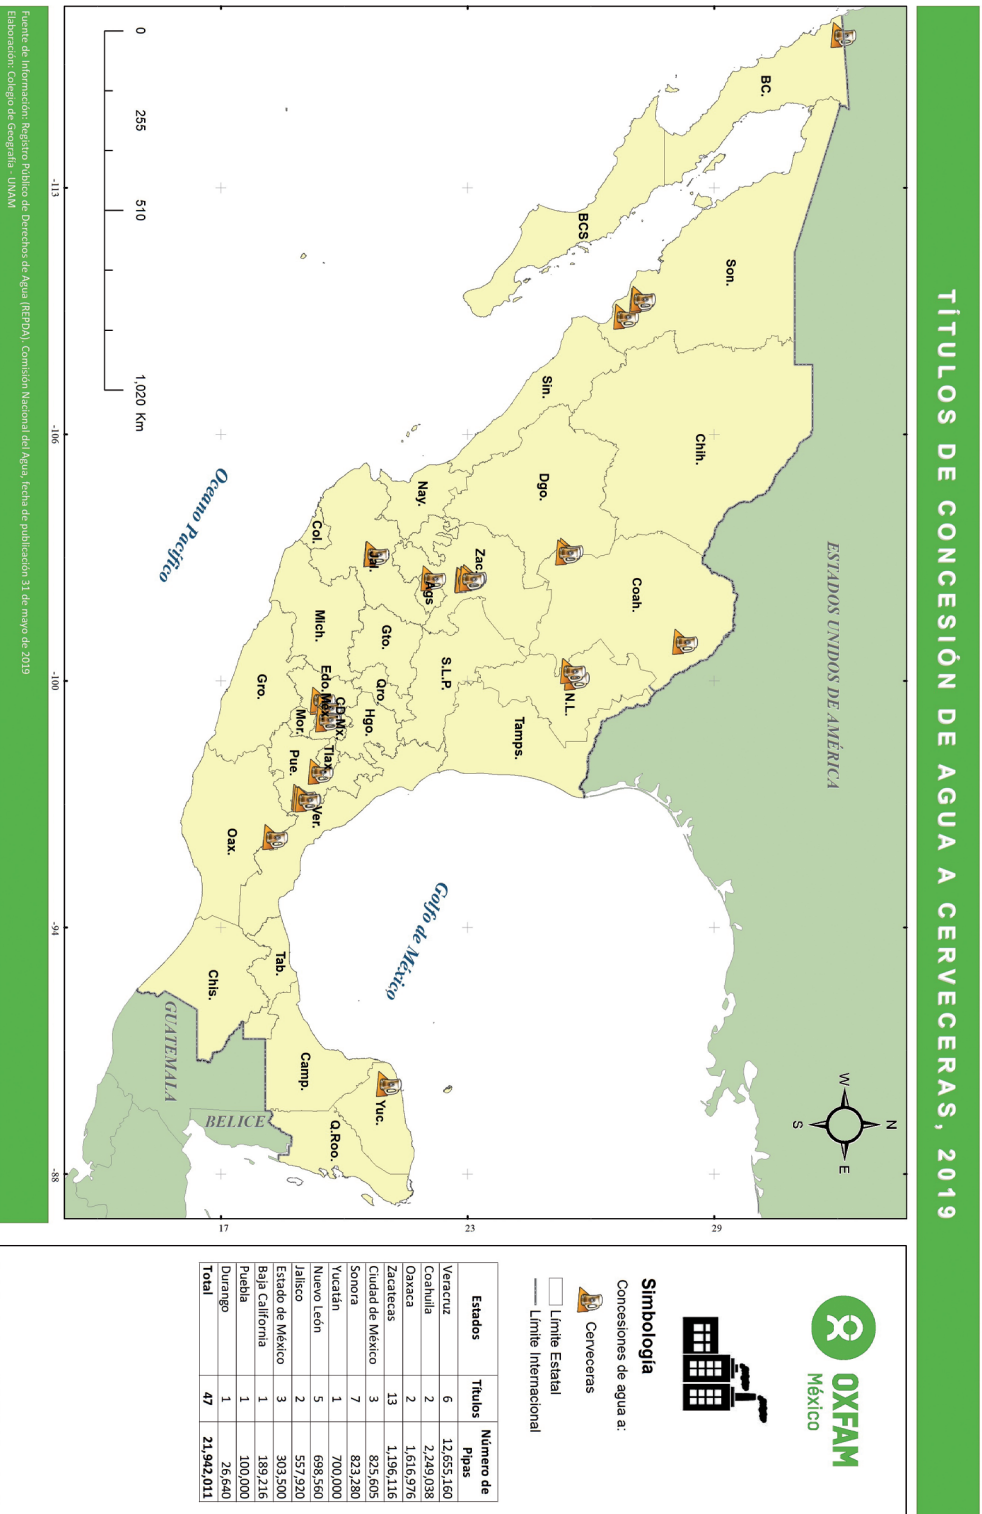 TÍTULOS DE CONCESIÓN DE AGUA A CERVECERAS, 2019
ESTADOS UNIDOS DE AMÉRICA
N
W
E
S
BC.
Son.
BCS
Chih.
Coah.
Sin.
Dgo.
N.L.
Tamps.
Zac.
Nay.
Ags
S.L.P.
Jal.
Gto.
Qro.
Hgo.
Col.
Mich.
Edo.Méx.
CD.Mx.
Tlax.
Mor.
Pue.
Ver.
Gro.
Oax.
Tab.
Chis.
Camp.
Yuc.
Q.Roo.
Golfo de México
Oceano Pacífico
GUATEMALA
BELICE
29
23
17
-113
-106
-100
-94
-88
0 255 510 1,020 Km
Fuente de Información: Registro Público de Derechos de Agua (REPDA). Comisión Nacional del Agua, fecha de publicación 31 de mayo de 2019
Elaboración: Colegio de Geografía - UNAM
OXFAM
México
Simbología
Concesiones de agua a:
Cerveceras
Límite Estatal
Límite Internacional
Estados Títulos Número de Pipas
Veracruz 6 12,655,160
Coahuila 2 2,249,038
Oaxaca 2 1,616,976
Zacatecas 13 1,196,116
Ciudad de México 3 825,605
Sonora 7 823,280
Yucatán 1 700,000
Nuevo León 5 698,560
Jalisco 2 557,920
Estado de México 3 303,500
Baja California 1 189,216
Puebla 1 100,000
Durango 1 26,640
Total 47 21,942,011